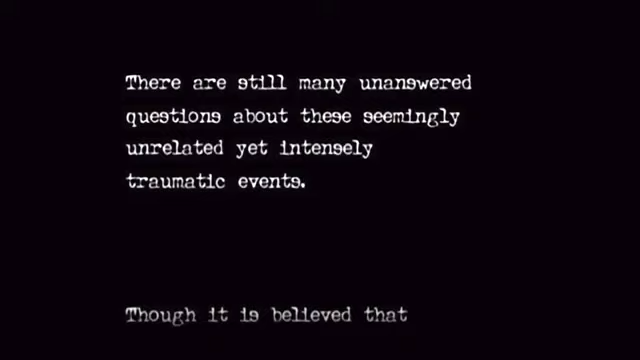 There are still many unanswered
questions about these seemingly
unrelated yet intensely
traumatic events.
Though it is believed that